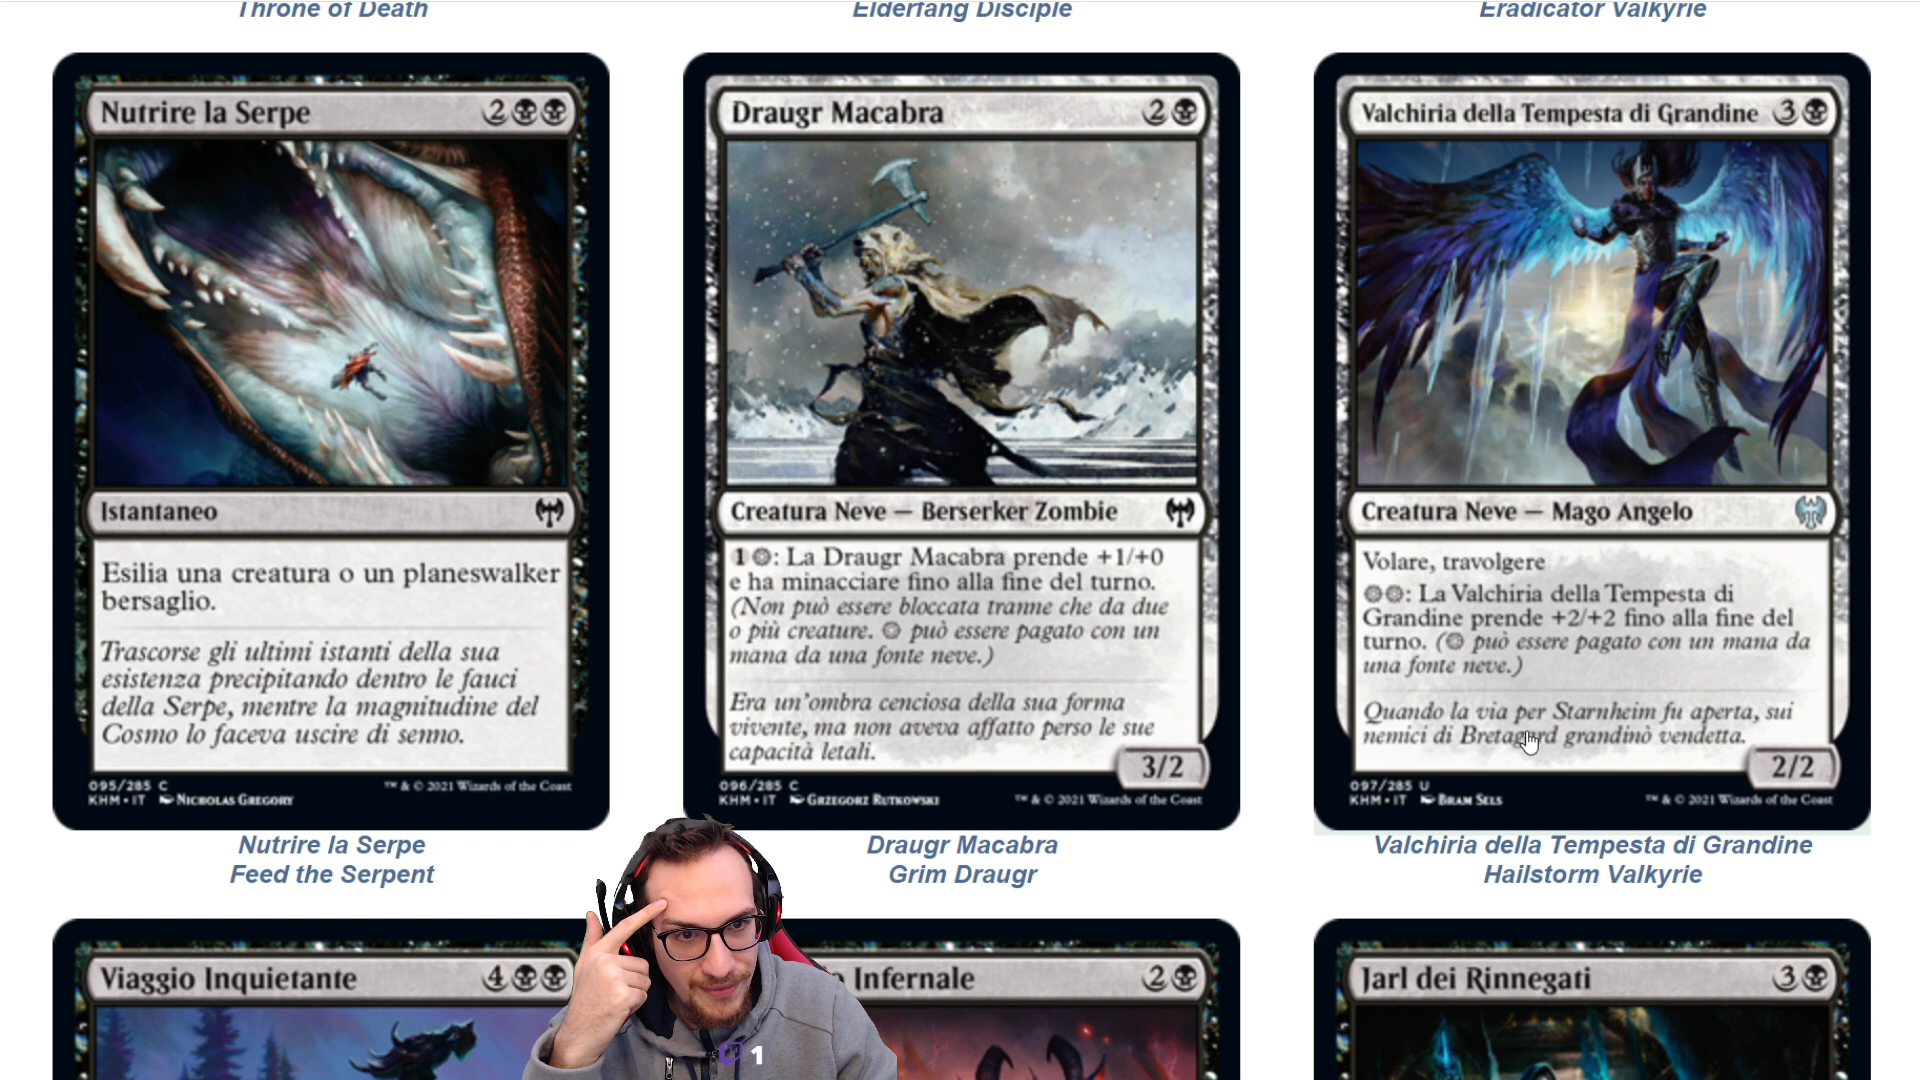 Throne of Death
Elderfang Disciple
Eradicator Valkyrie
Nutrire la Serpe 2
Istantaneo
Esilia una creatura o un planeswalker
bersaglio.
Trascorse gli ultimi istanti della sua
esistenza precipitando dentro le fauci
della Serpe, mentre la magnitudine del
Cosmo lo faceva uscire di senno.
095/285 C
KHM • IT Nicholas Gregory
™ & © 2021 Wizards of the Coast
Nutrire la Serpe
Feed the Serpent
Draugr Macabra 2
Creatura Neve — Berserker Zombie
1 : La Draugr Macabra prende +1/+0
e ha minacciare fino alla fine del turno.
(Non può essere bloccata tranne che da due
o più creature. può essere pagato con un
mana da una fonte neve.)
Era un'ombra cenciosa della sua forma
vivente, ma non aveva affatto perso le sue
capacità letali.
3/2
096/285 C
KHM • IT Grzegorz Rutkowski
™ & © 2021 Wizards of the Coast
Draugr Macabra
Grim Draugr
Valchiria della Tempesta di Grandine 3
Creatura Neve — Mago Angelo
Volare, travolgere
: La Valchiria della Tempesta di
Grandine prende +2/+2 fino alla fine del
turno. ( può essere pagato con un mana da
una fonte neve.)
Quando la via per Starnheim fu aperta, sui
nemici di Bretagard grandinò vendetta.
2/2
097/285 U
KHM • IT Bram Sels
™ & © 2021 Wizards of the Coast
Valchiria della Tempesta di Grandine
Hailstorm Valkyrie
Viaggio Inquietante 4
o Infernale 2
Jarl dei Rinnegati 3
1